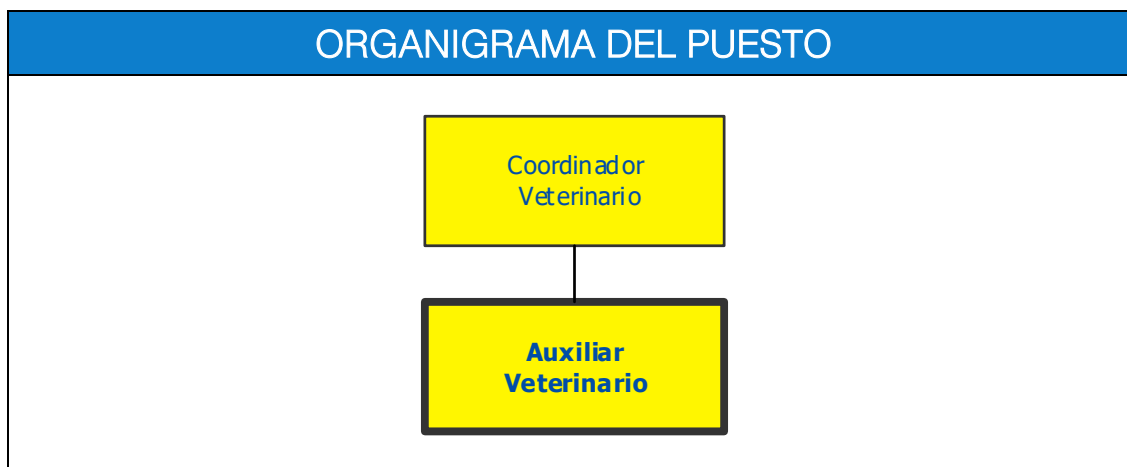 ORGANIGRAMA DEL PUESTO
Coordinador
Veterinario
Auxiliar
Veterinario